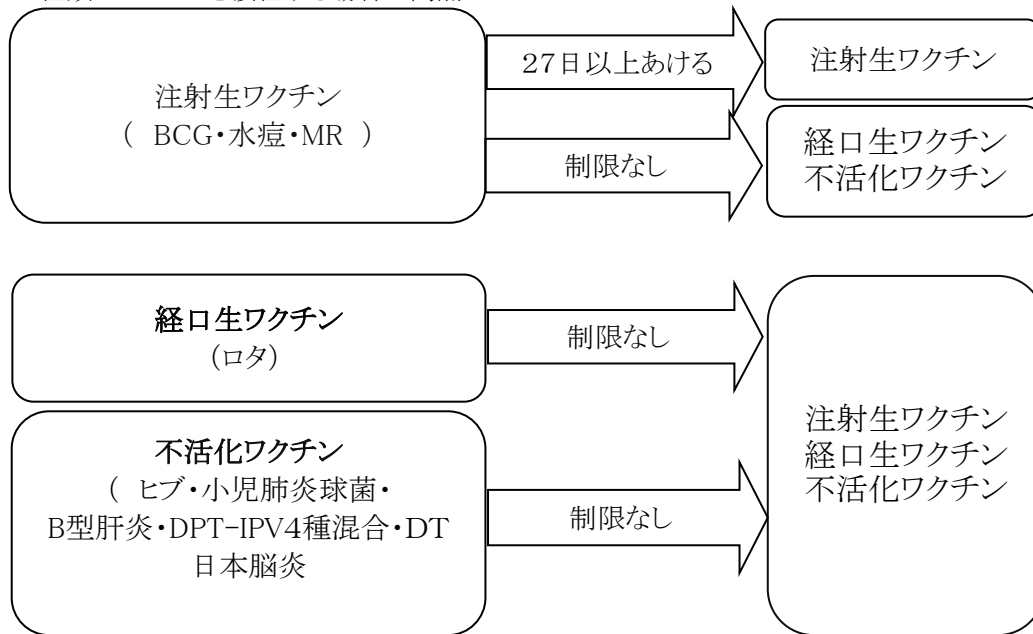 注射生ワクチン
( BCG・水痘・MR )
27日以上あける
注射生ワクチン
制限なし
経口生ワクチン
不活化ワクチン
経口生ワクチン
(ロタ)
制限なし
不活化ワクチン
( ヒブ・小児肺炎球菌・
B型肝炎・DPT-IPV4種混合・DT
日本脳炎
制限なし
注射生ワクチン
経口生ワクチン
不活化ワクチン